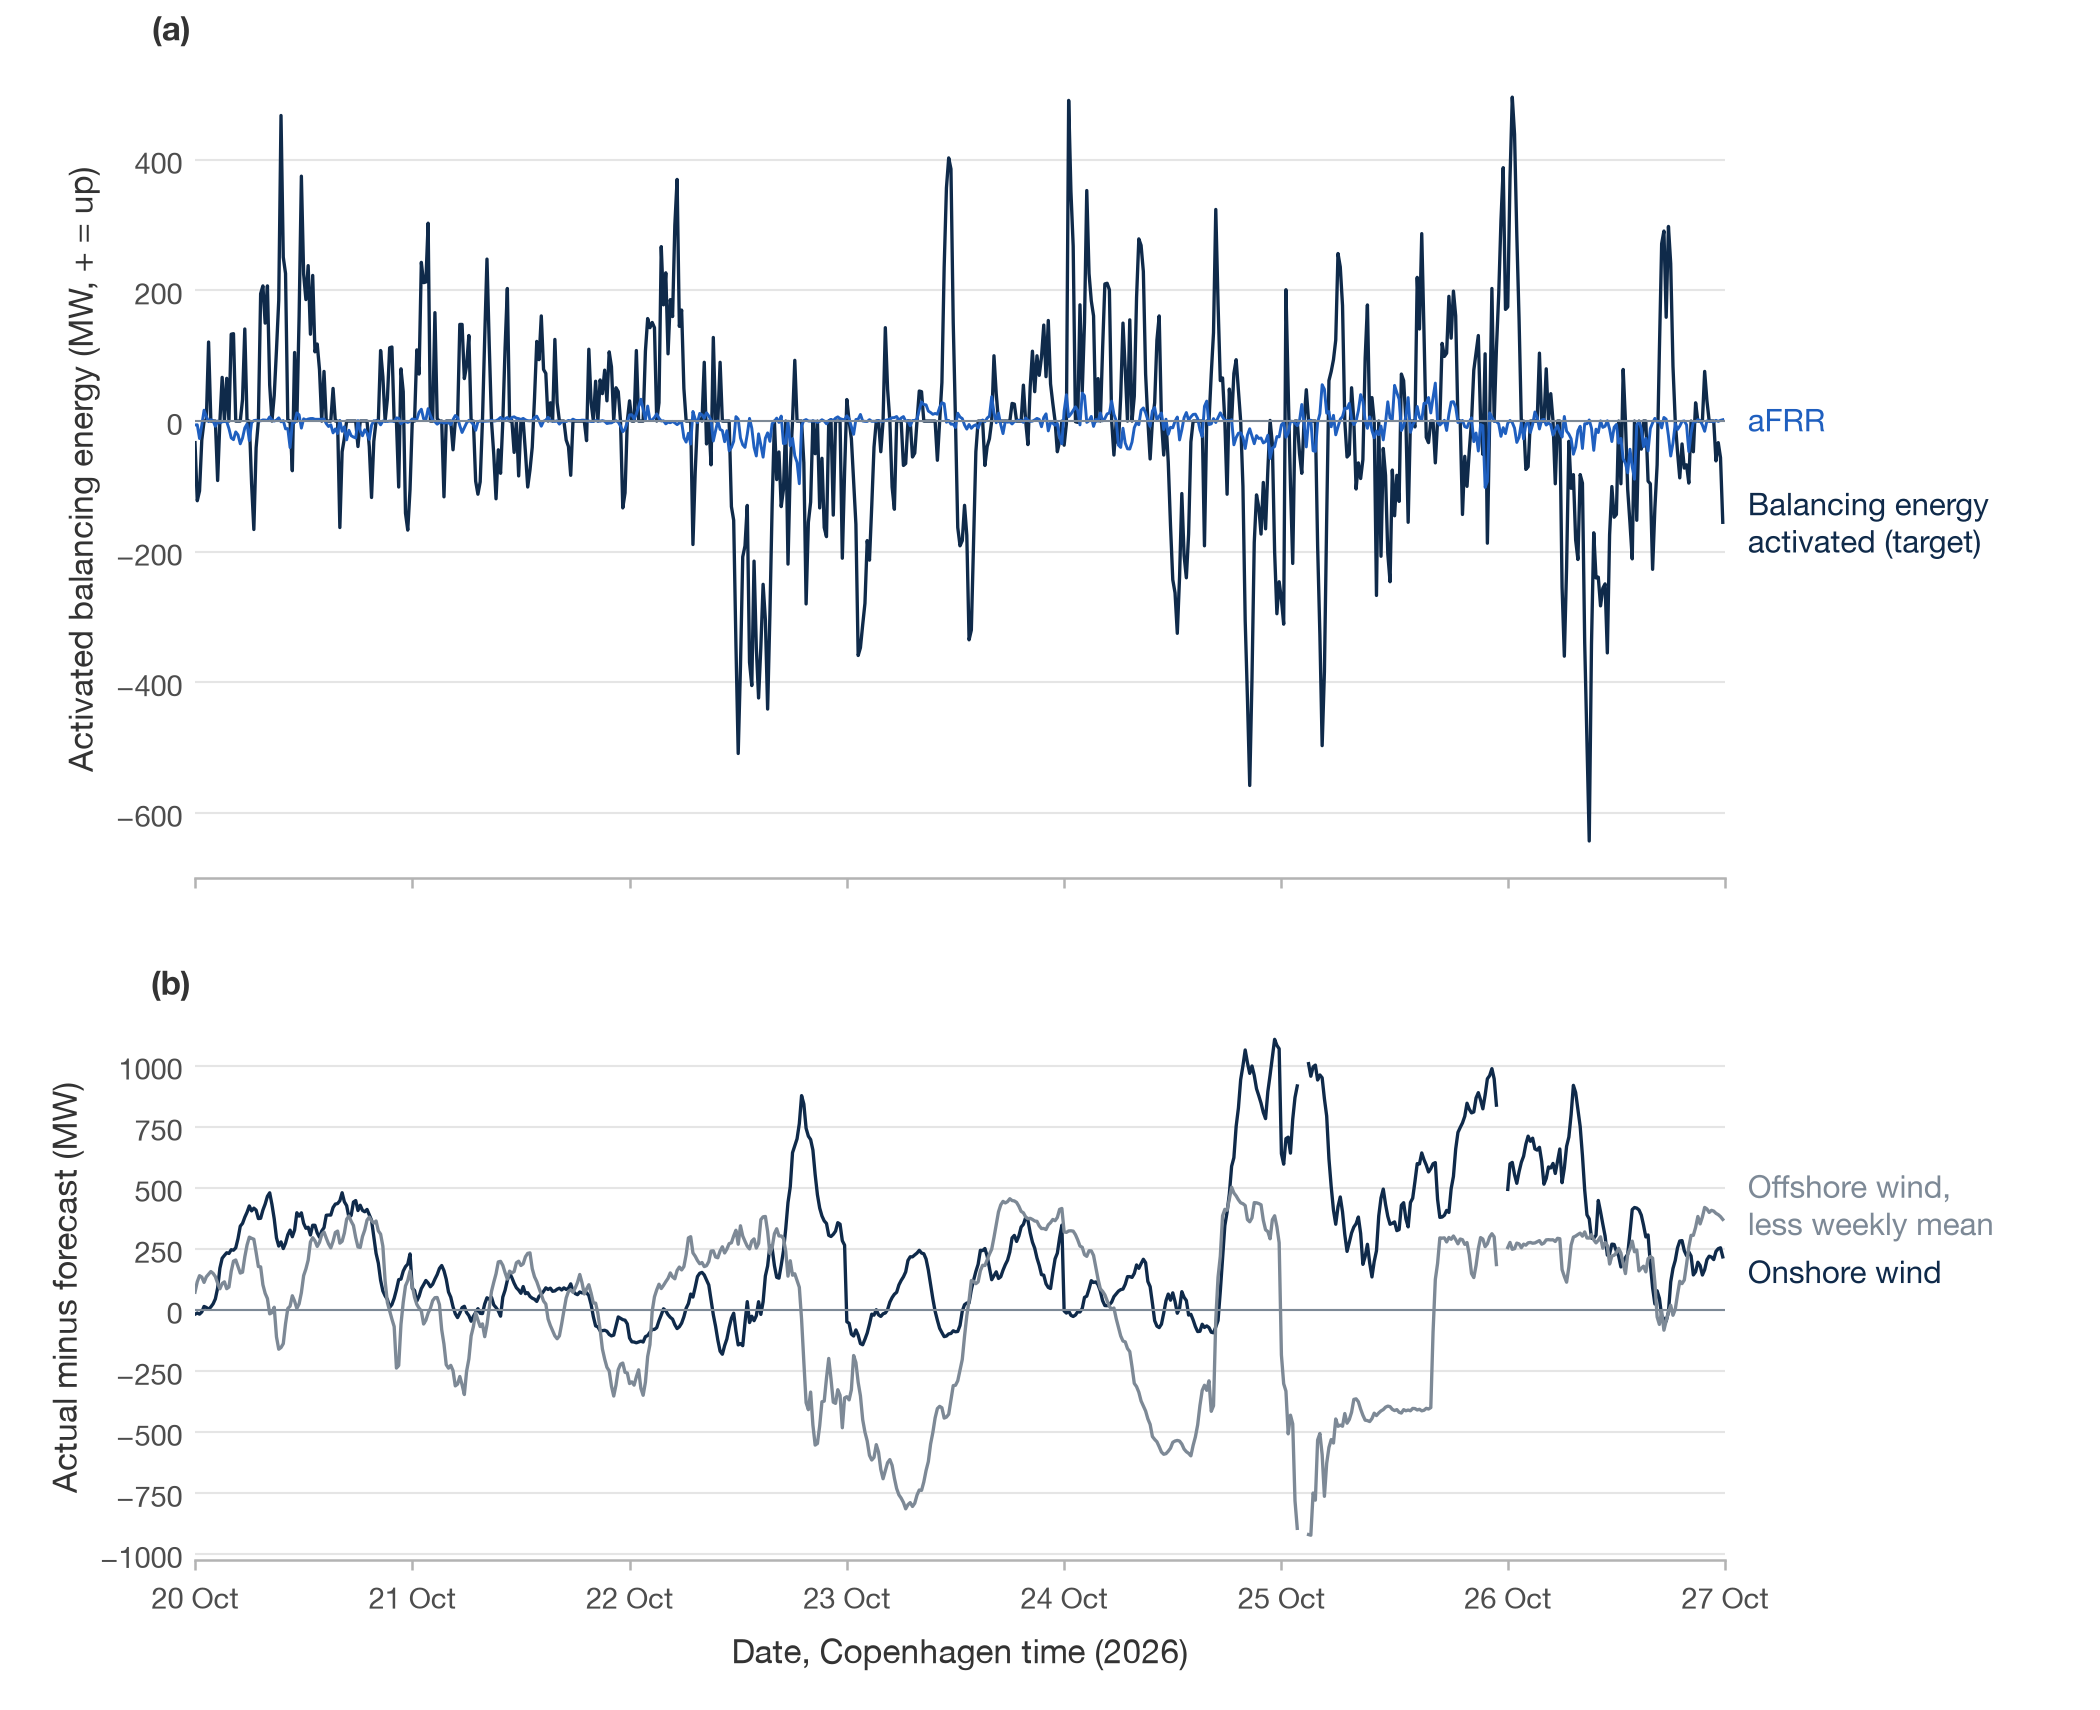 (a)
Activated balancing energy (MW, + = up)
400
200
0
−200
−400
−600
aFRR
Balancing energy
activated (target)
(b)
Actual minus forecast (MW)
1000
750
500
250
0
−250
−500
−750
−1000
Offshore wind,
less weekly mean
Onshore wind
20 Oct
21 Oct
22 Oct
23 Oct
24 Oct
25 Oct
26 Oct
27 Oct
Date, Copenhagen time (2026)